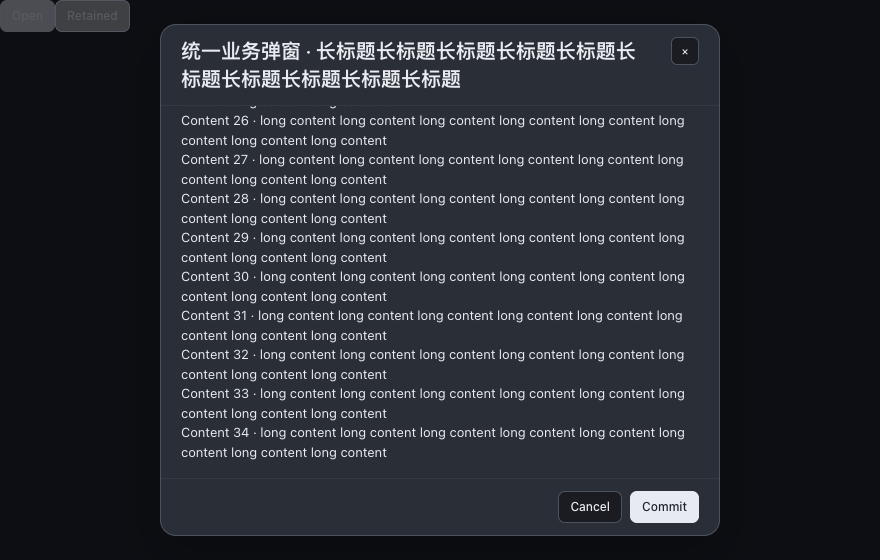 Open
Retained
统一业务弹窗 · 长标题长标题长标题长标题长标题长
标题长标题长标题长标题长标题
×
Content 26 · long content long content long content long content long content long
content long content long content
Content 27 · long content long content long content long content long content long
content long content long content
Content 28 · long content long content long content long content long content long
content long content long content
Content 29 · long content long content long content long content long content long
content long content long content
Content 30 · long content long content long content long content long content long
content long content long content
Content 31 · long content long content long content long content long content long
content long content long content
Content 32 · long content long content long content long content long content long
content long content long content
Content 33 · long content long content long content long content long content long
content long content long content
Content 34 · long content long content long content long content long content long
content long content long content
Cancel
Commit